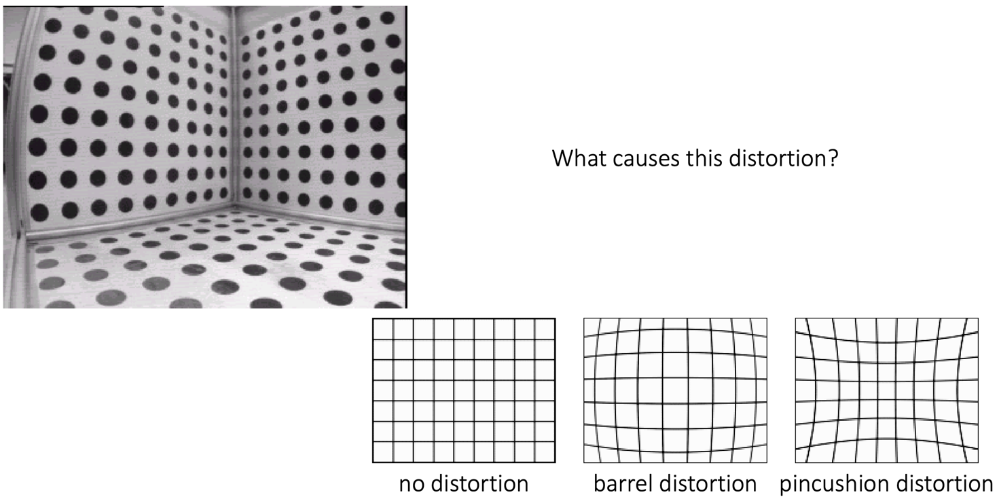 What causes this distortion?
no distortion
barrel distortion
pincushion distortion